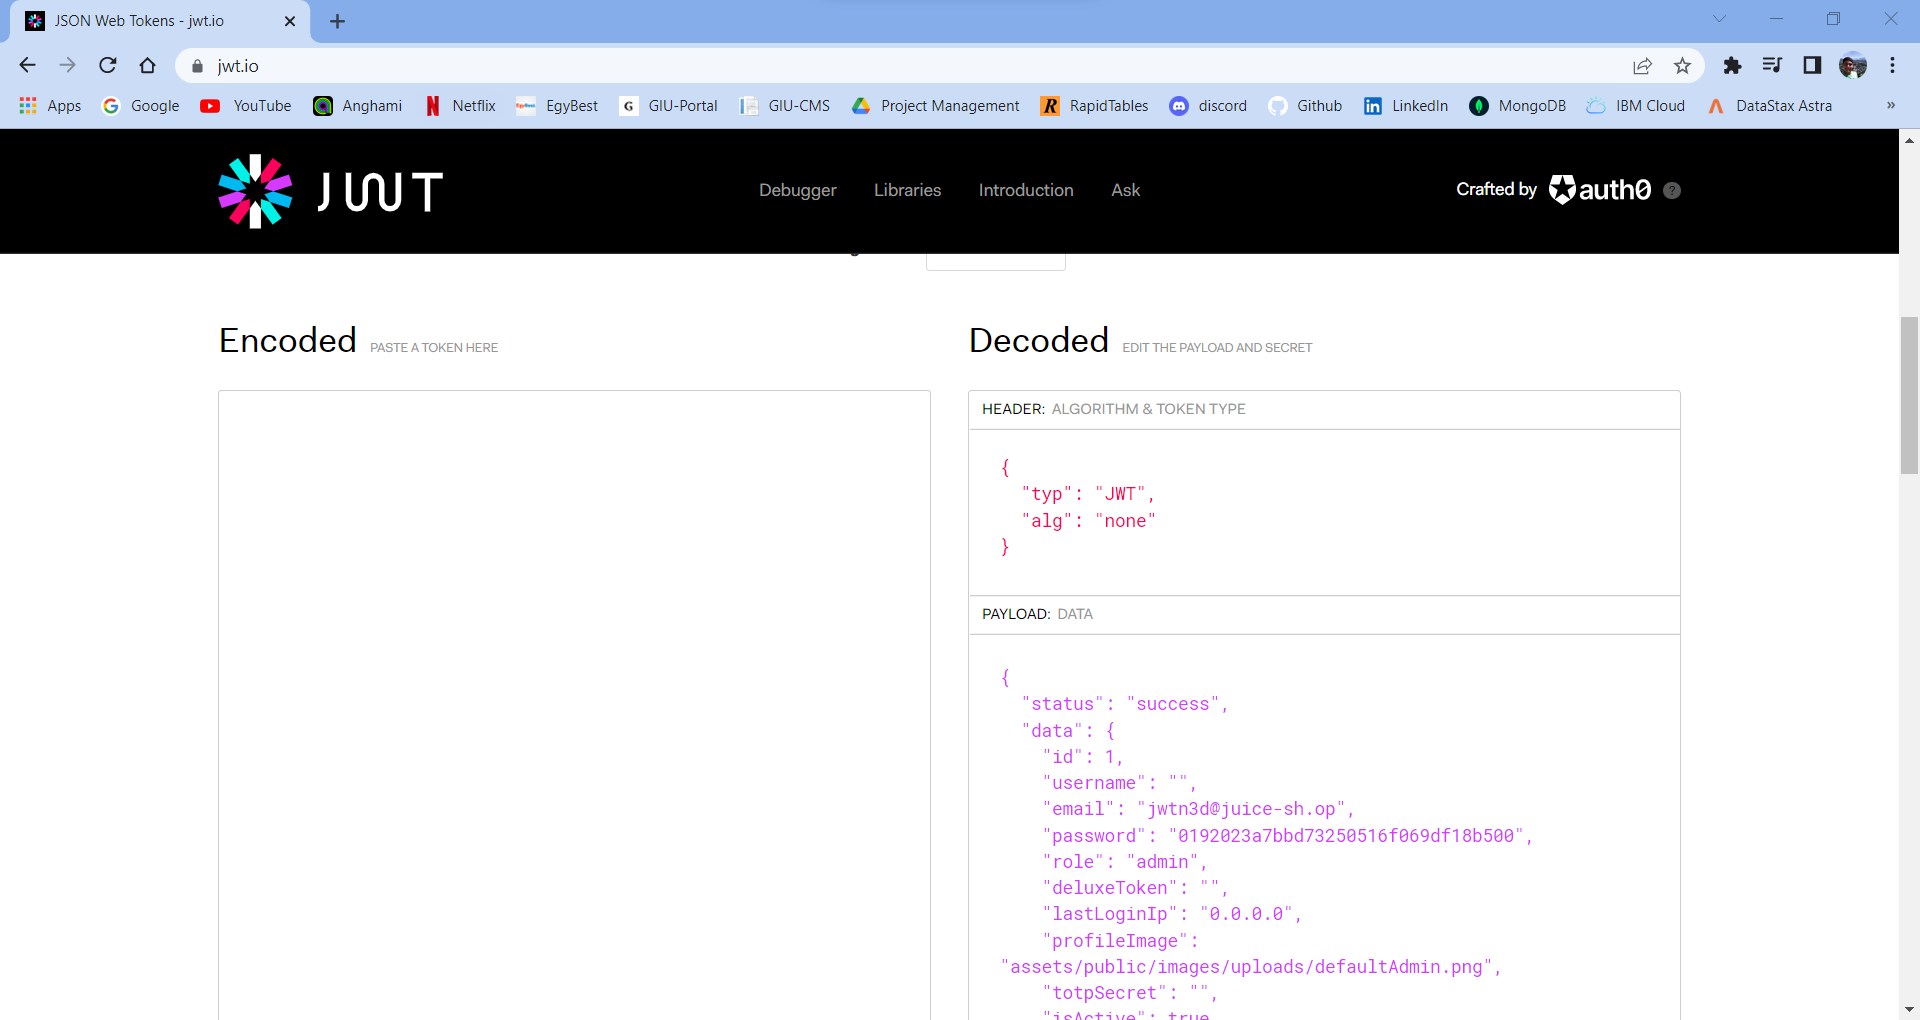 JSON Web Tokens - jwt.io
jwt.io
Apps Google YouTube Anghami Netflix EgyBest GIU-Portal GIU-CMS Project Management RapidTables discord Github LinkedIn MongoDB IBM Cloud DataStax Astra »
JWT Debugger Libraries Introduction Ask Crafted by auth0 ?
Encoded PASTE A TOKEN HERE
Decoded EDIT THE PAYLOAD AND SECRET
HEADER: ALGORITHM & TOKEN TYPE
{
"typ": "JWT",
"alg": "none"
}
PAYLOAD: DATA
{
"status": "success",
"data": {
"id": 1,
"username": "",
"email": "jwtn3d@juice-sh.op",
"password": "0192023a7bbd73250516f069df18b500",
"role": "admin",
"deluxeToken": "",
"lastLoginIp": "0.0.0.0",
"profileImage":
"assets/public/images/uploads/defaultAdmin.png",
"totpSecret": "",
"isActive": true